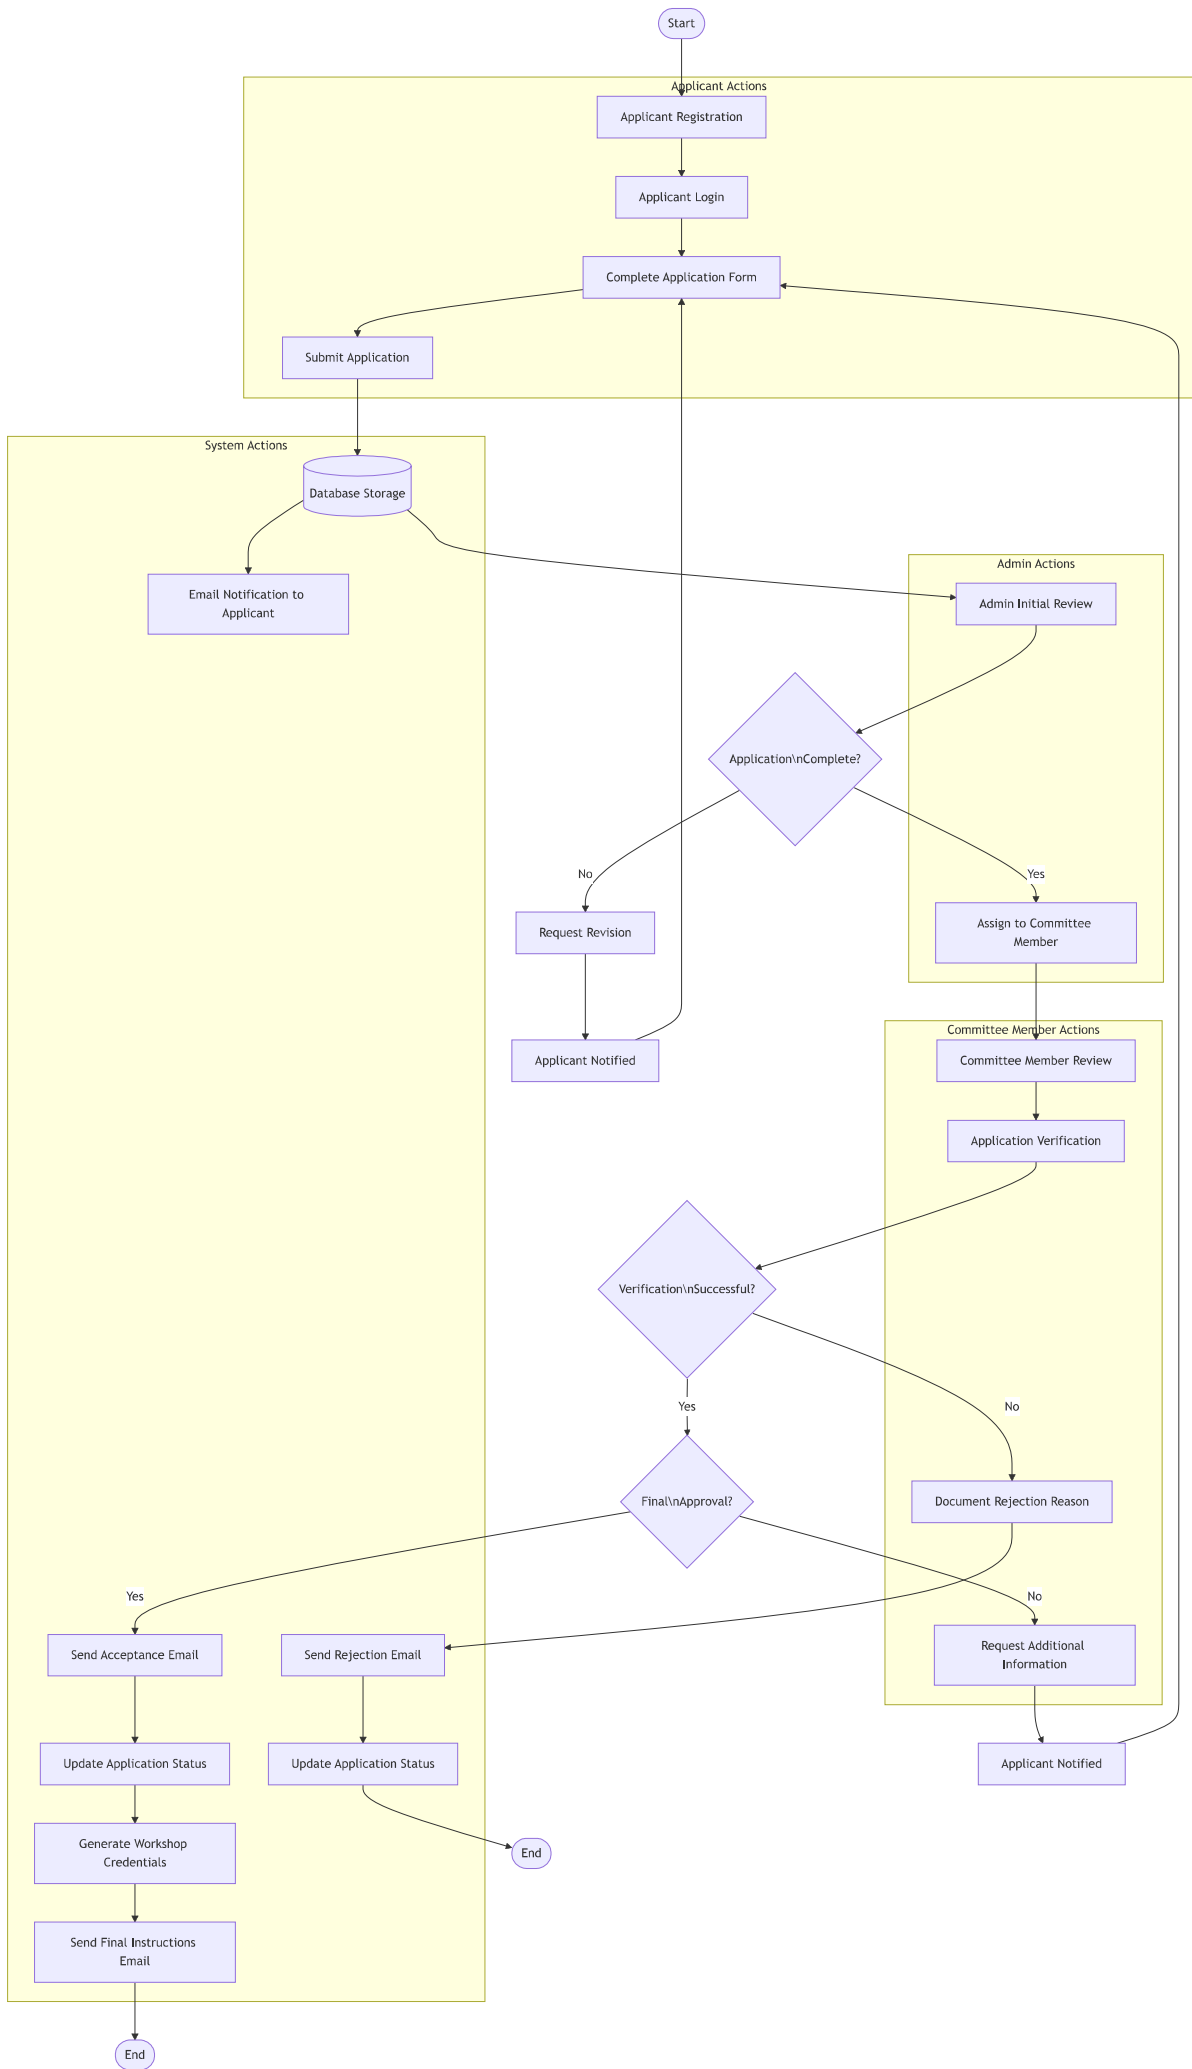 Start
Applicant Actions
Applicant Registration
Applicant Login
Complete Application Form
Submit Application
System Actions
Database Storage
Email Notification to
Applicant
Admin Actions
Admin Initial Review
Application\nComplete?
No
Yes
Request Revision
Assign to Committee
Member
Applicant Notified
Committee Member Actions
Committee Member Review
Application Verification
Verification\nSuccessful?
Yes
No
Final\nApproval?
Document Rejection Reason
Yes
No
Send Acceptance Email
Send Rejection Email
Request Additional
Information
Update Application Status
Update Application Status
Applicant Notified
Generate Workshop
Credentials
End
Send Final Instructions
Email
End